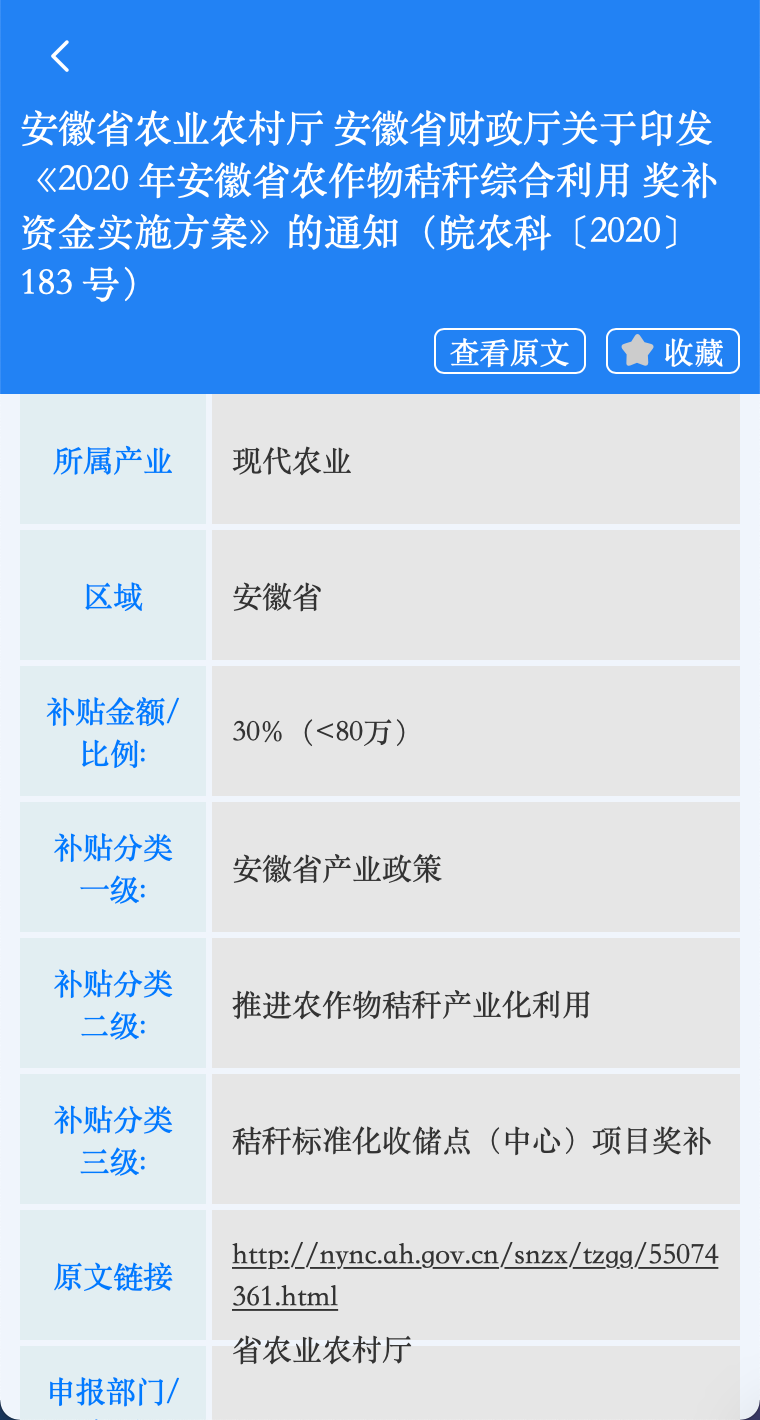 安徽省农业农村厅 安徽省财政厅关于印发
《2020 年安徽省农作物秸秆综合利用 奖补
资金实施方案》的通知（皖农科〔2020〕
183 号）
查看原文
收藏
所属产业
现代农业
区域
安徽省
补贴金额/
比例:
30%（<80万）
补贴分类
一级:
安徽省产业政策
补贴分类
二级:
推进农作物秸秆产业化利用
补贴分类
三级:
秸秆标准化收储点（中心）项目奖补
原文链接
http://nync.ah.gov.cn/snzx/tzgg/55074
361.html
省农业农村厅
申报部门/